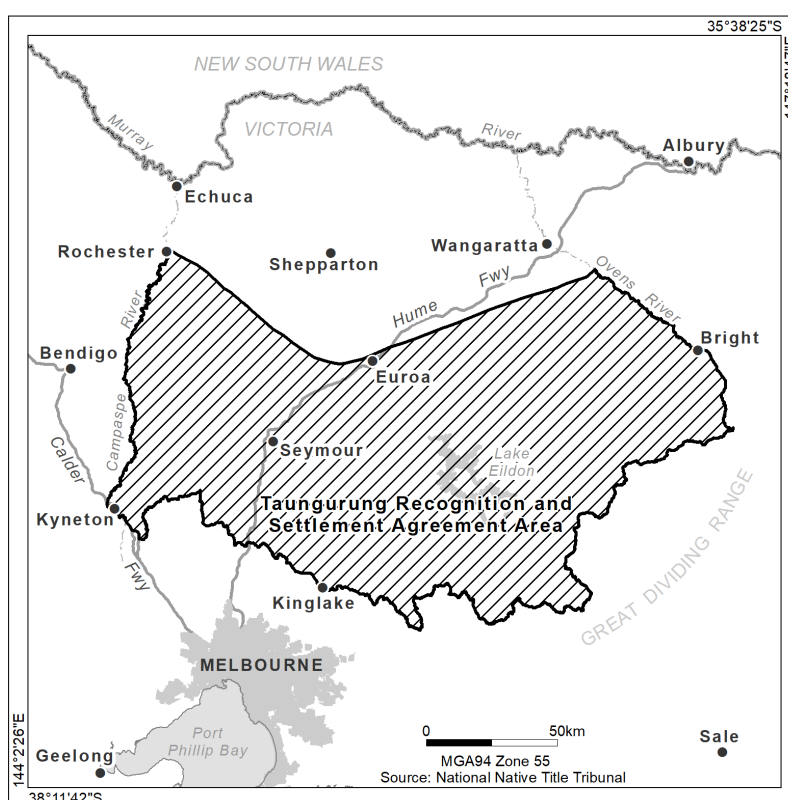 35°38'25"S
NEW SOUTH WALES
Murray
VICTORIA
River
Albury
Echuca
Rochester
Shepparton
Wangaratta
Ovens River
Hume
Fwy
River
Bright
Bendigo
Euroa
Campaspe
Calder
Seymour
Lake
Eildon
Taungurung Recognition and
Settlement Agreement Area
Kyneton
Fwy
Kinglake
GREAT DIVIDING RANGE
MELBOURNE
Port
Phillip Bay
Geelong
Sale
0 50km
MGA94 Zone 55
Source: National Native Title Tribunal
144°2'26"E
38°11'42"S